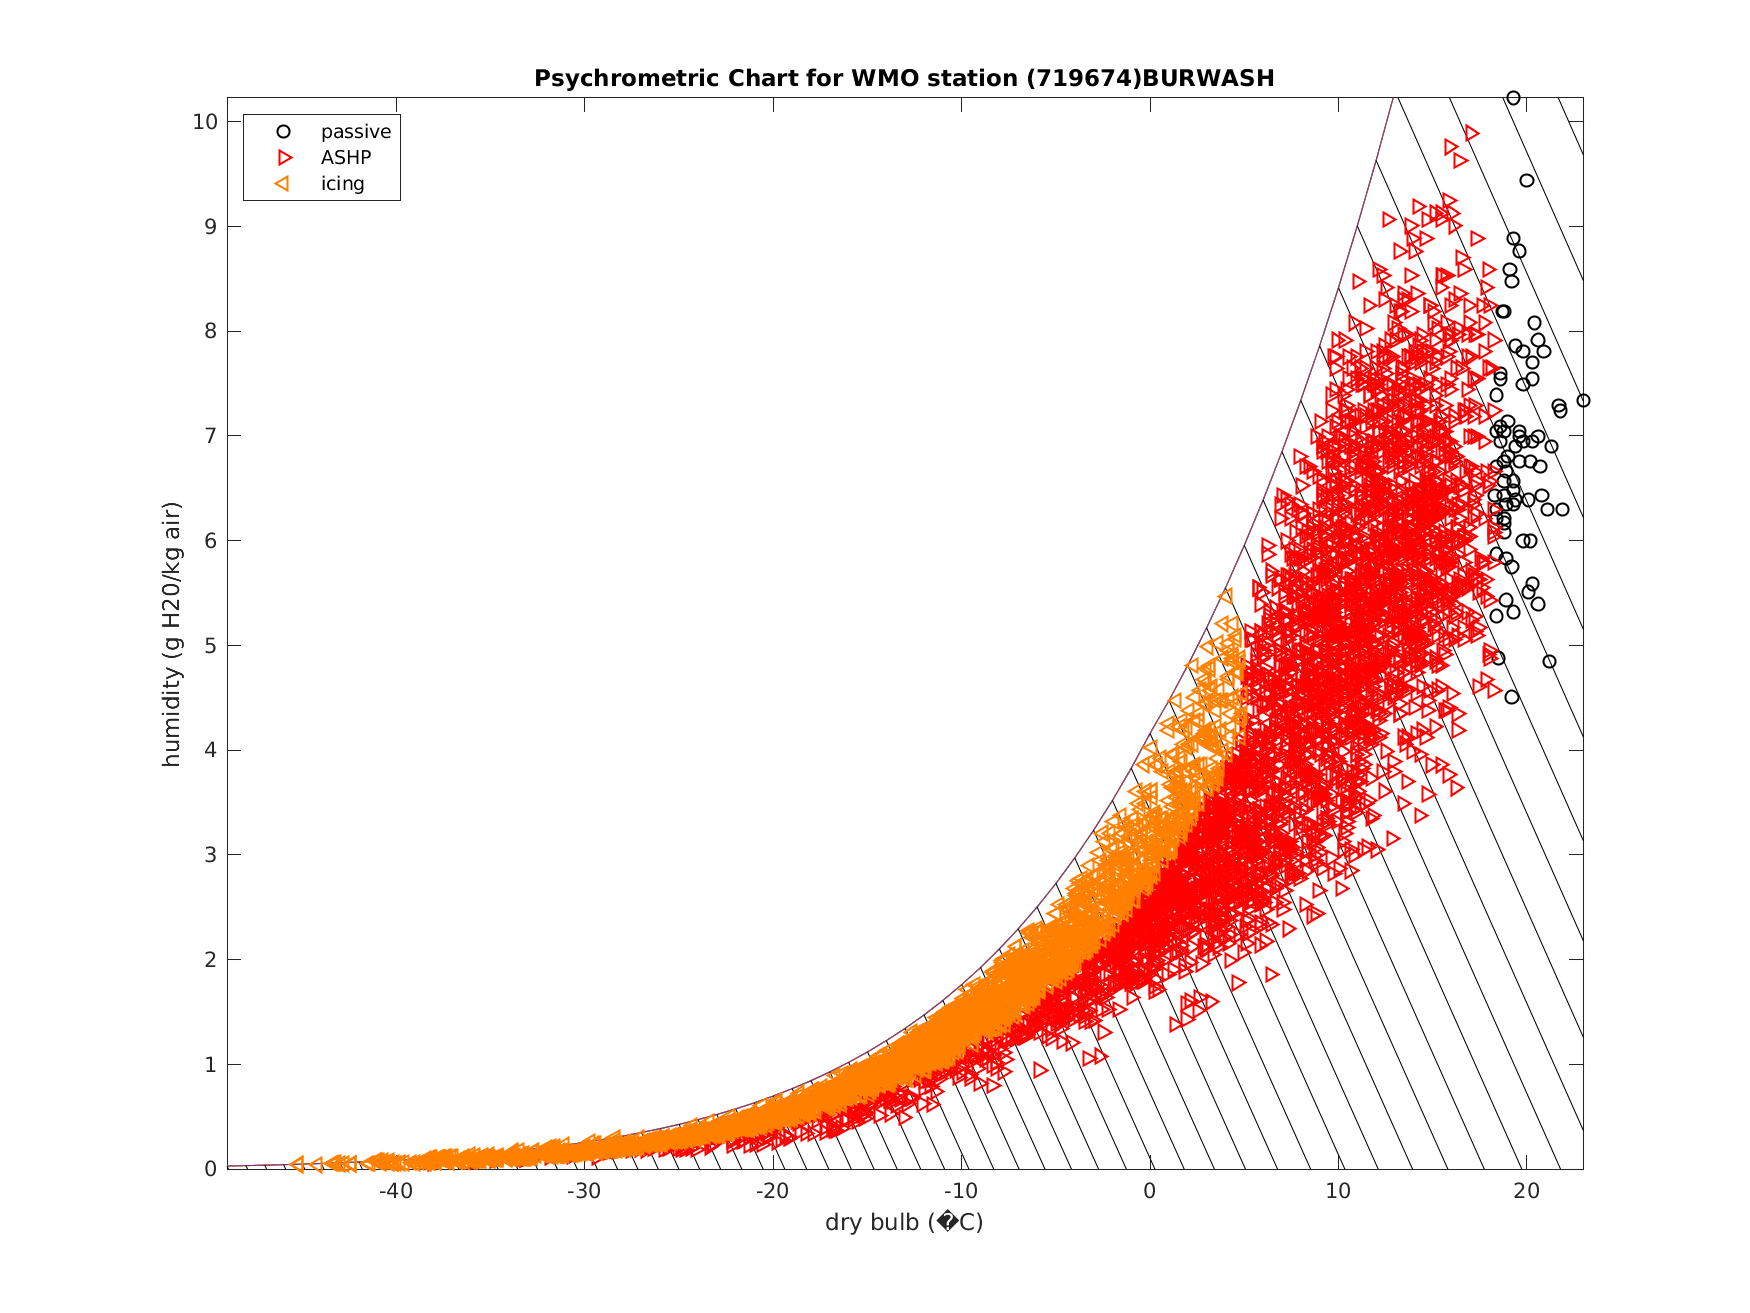 Psychrometric Chart for WMO station (719674)BURWASH
passive
ASHP
icing
humidity (g H20/kg air)
10
9
8
7
6
5
4
3
2
1
0
-40 -30 -20 -10 0 10 20
dry bulb (�C)